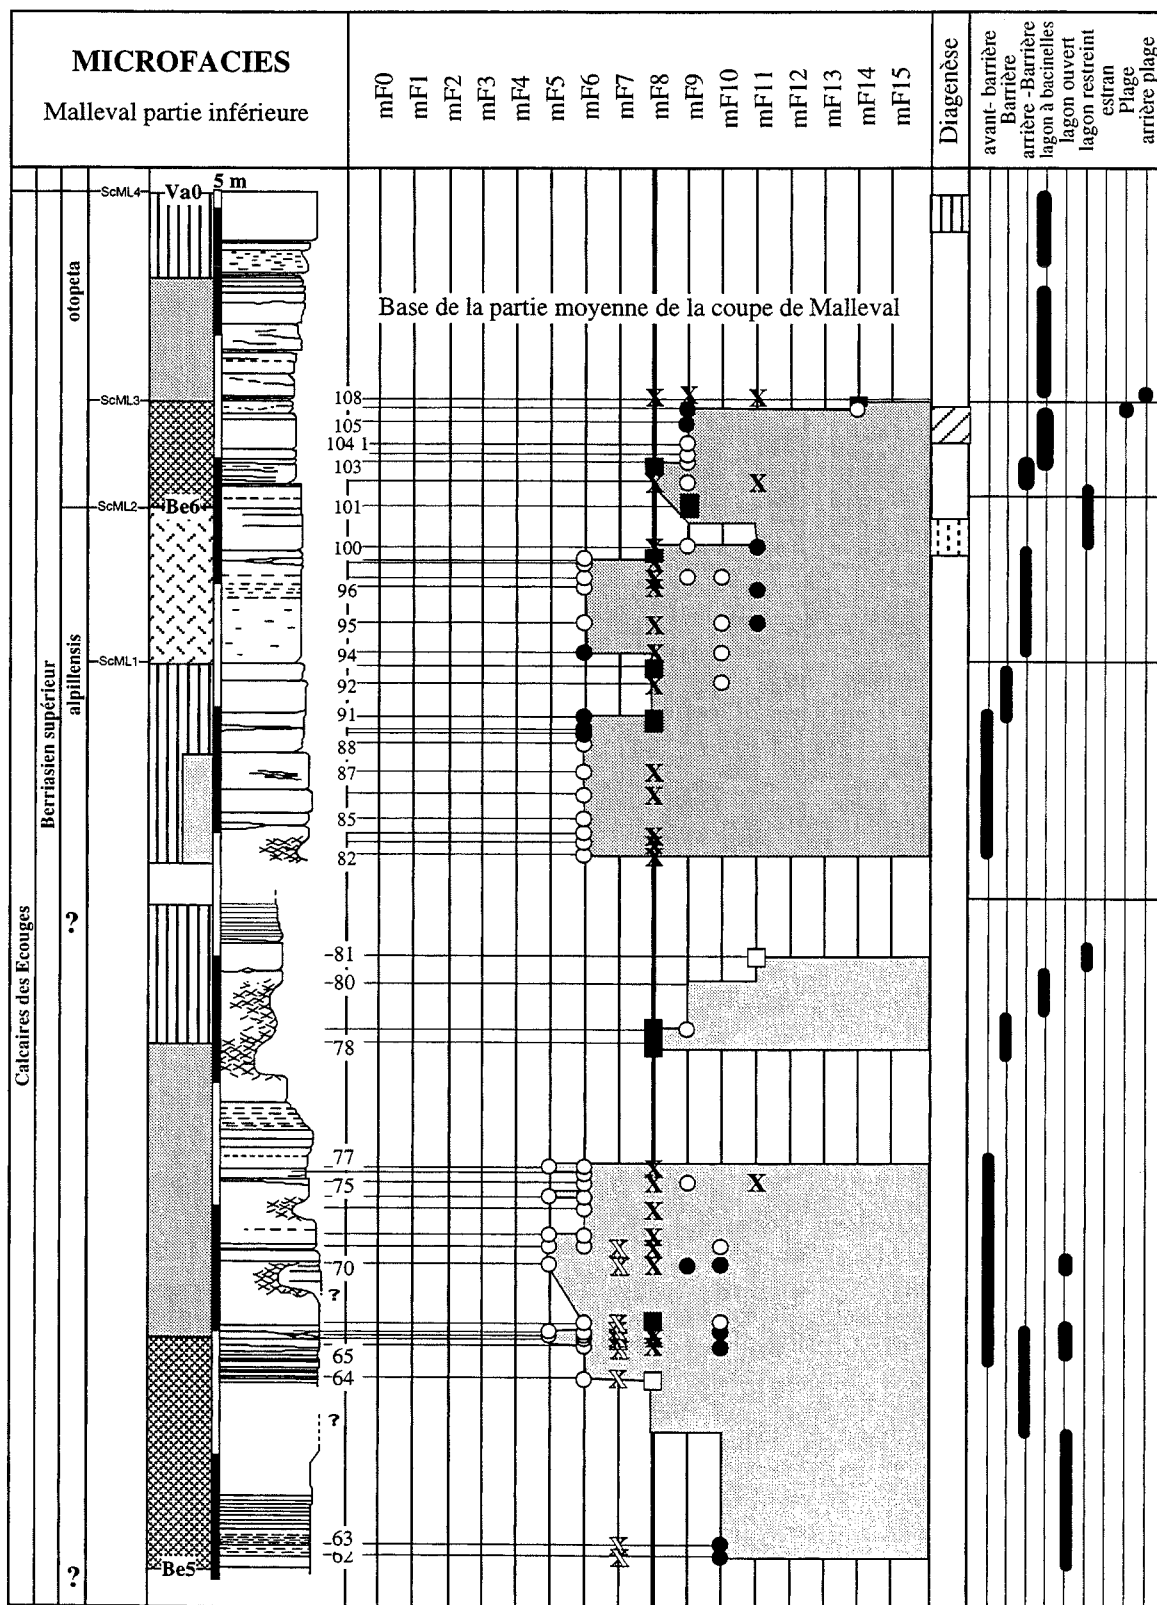 MICROFACIES
Malleval partie inférieure
mF0
mF1
mF2
mF3
mF4
mF5
mF6
mF7
mF8
mF9
mF10
mF11
mF12
mF13
mF14
mF15
Diagenèse
avant- barrière
Barrière
arrière -Barrière
lagon à bacinelles
lagon ouvert
lagon restreint
estran
Plage
arrière plage
Calcaires des Ecouges
Berriasien supérieur
otopeta
alpillensis
?
?
ScML4
Va0
5 m
ScML3
ScML2
Be6
ScML1
Be5
Base de la partie moyenne de la coupe de Malleval
108
105
104 1
103
101
100
96
95
94
92
91
88
87
85
82
81
80
78
77
75
70
?
65
64
?
63
62